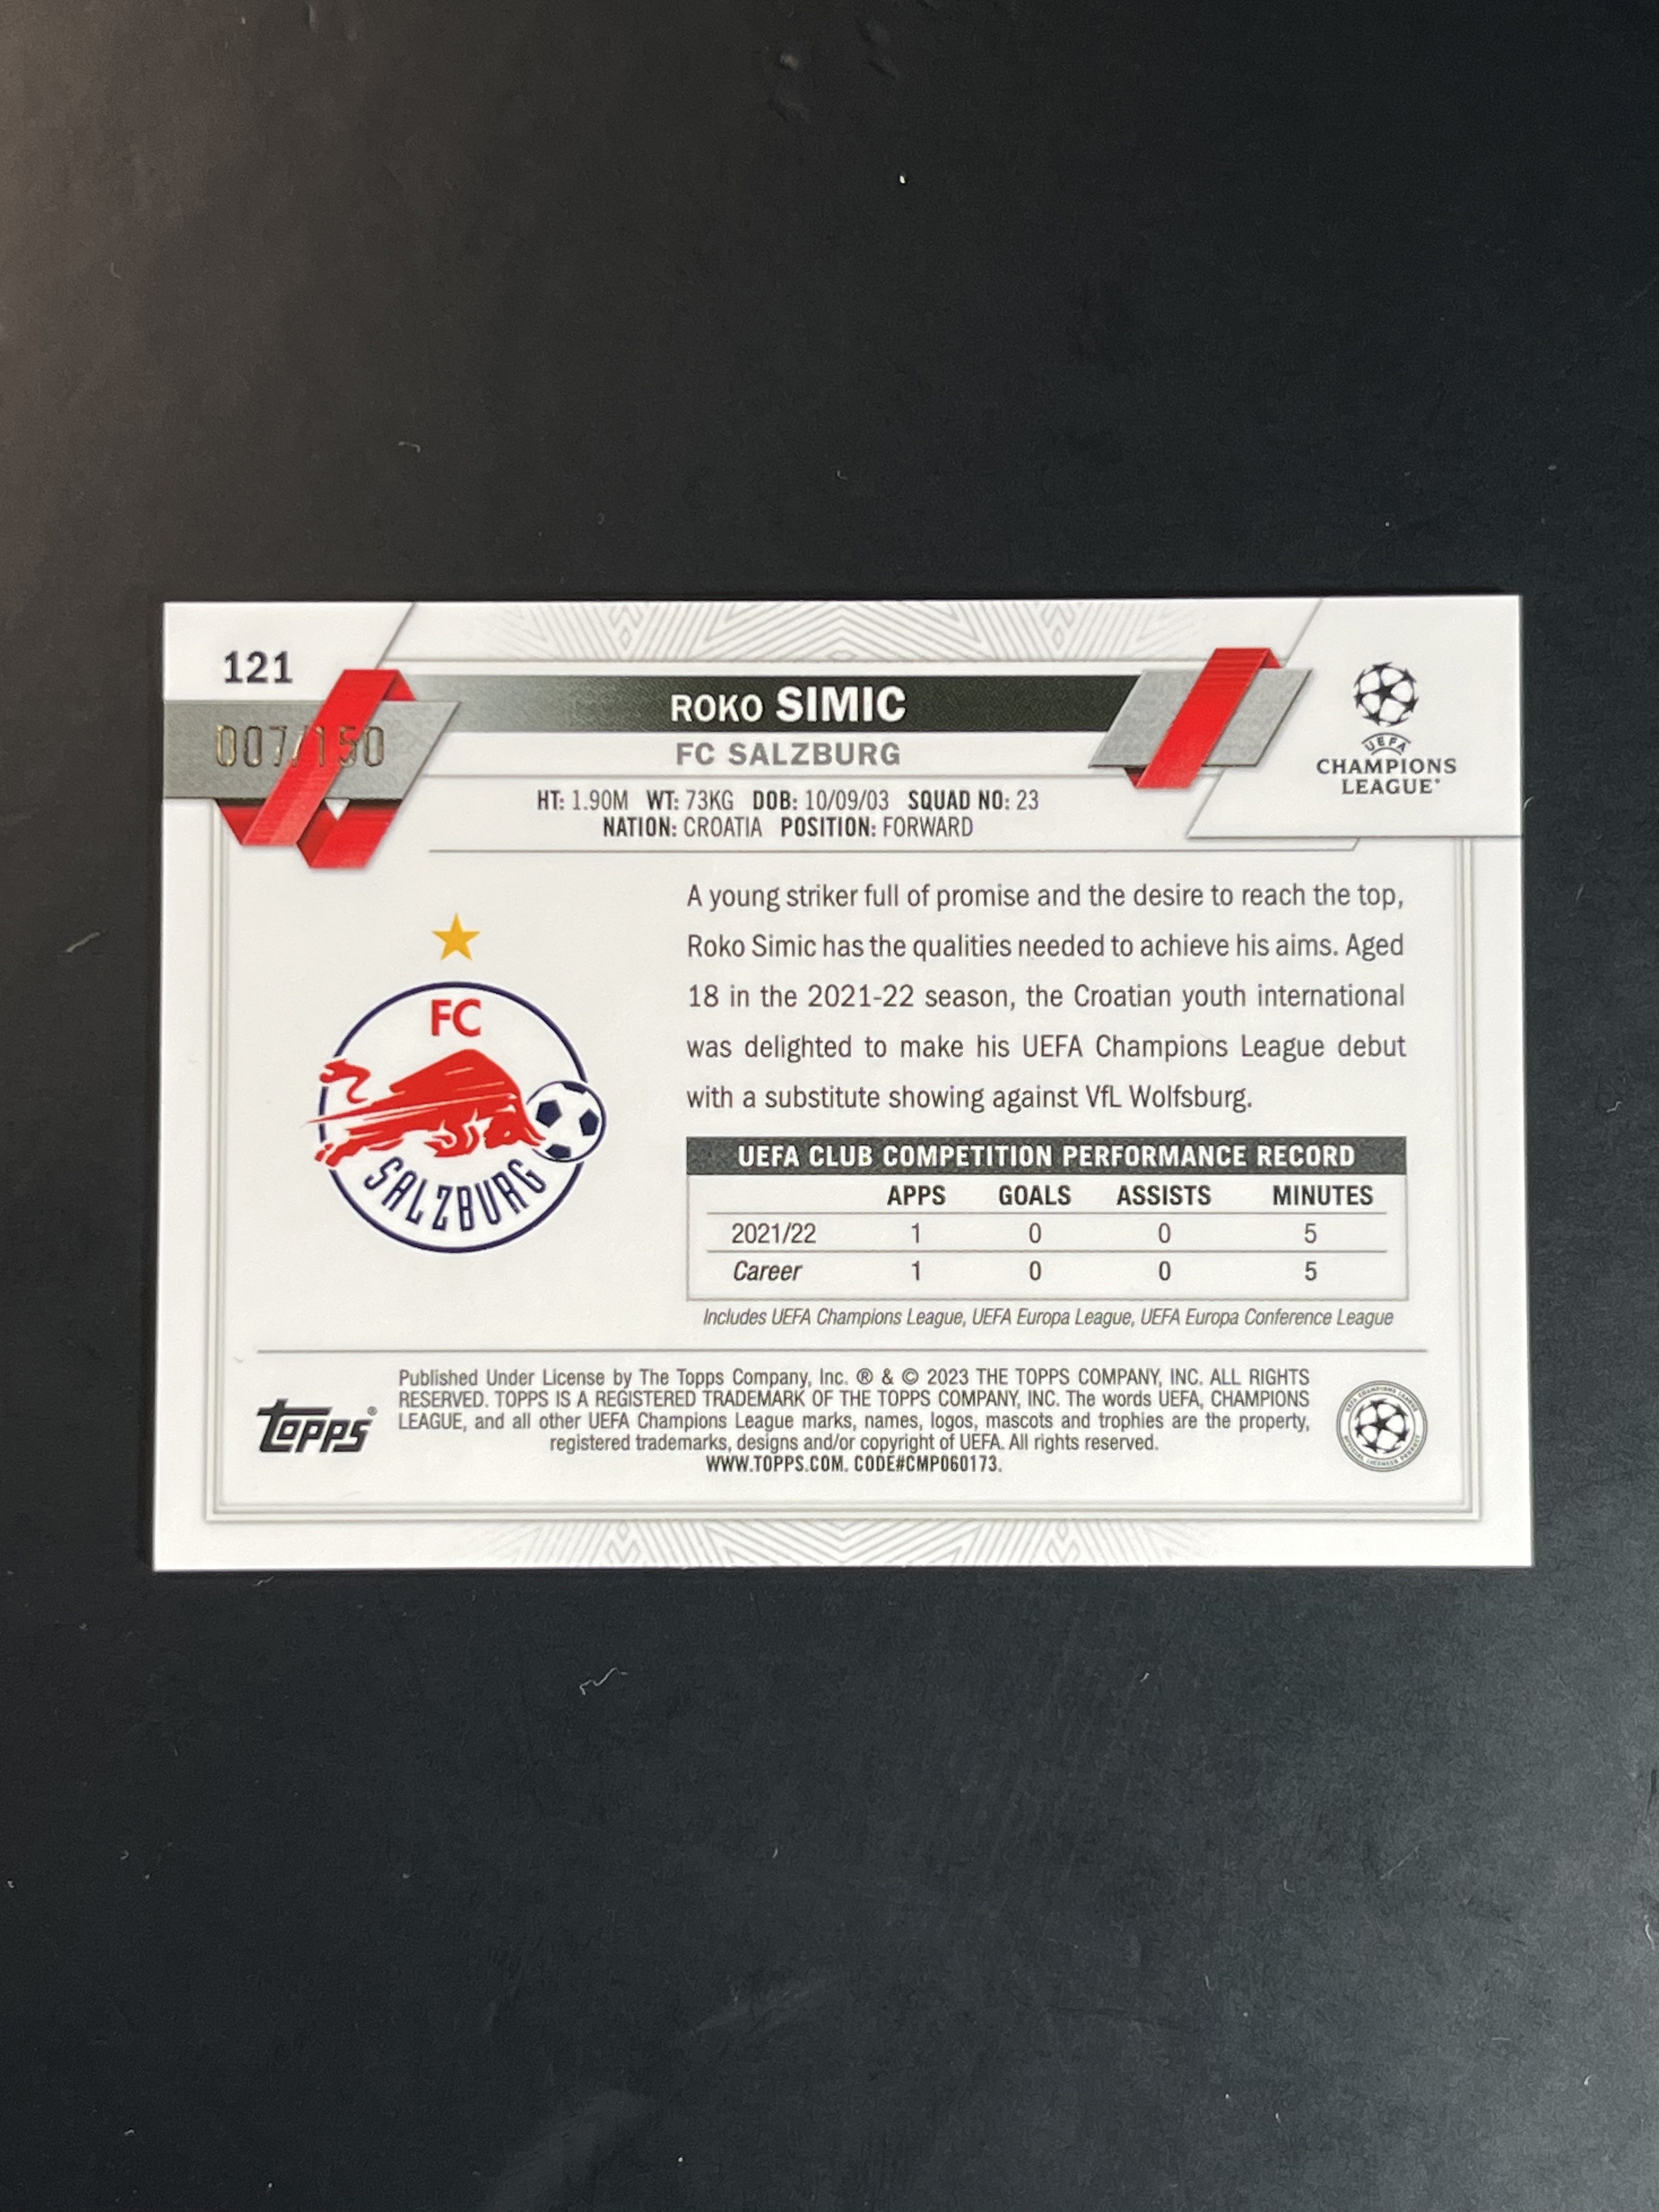 121
007/150
ROKO SIMIC
FC SALZBURG
HT: 1.90M WT: 73KG DOB: 10/09/03 SQUAD NO: 23
NATION: CROATIA POSITION: FORWARD
UEFA
CHAMPIONS
LEAGUE®
FC
SALZBURG
A young striker full of promise and the desire to reach the top,
Roko Simic has the qualities needed to achieve his aims. Aged
18 in the 2021-22 season, the Croatian youth international
was delighted to make his UEFA Champions League debut
with a substitute showing against VfL Wolfsburg.
UEFA CLUB COMPETITION PERFORMANCE RECORD
APPS GOALS ASSISTS MINUTES
2021/22 1 0 0 5
Career 1 0 0 5
Includes UEFA Champions League, UEFA Europa League, UEFA Europa Conference League
topps®
Published Under License by The Topps Company, Inc. ® & © 2023 THE TOPPS COMPANY, INC. ALL RIGHTS
RESERVED. TOPPS IS A REGISTERED TRADEMARK OF THE TOPPS COMPANY, INC. The words UEFA, CHAMPIONS
LEAGUE, and all other UEFA Champions League marks, names, logos, mascots and trophies are the property,
registered trademarks, designs and/or copyright of UEFA. All rights reserved.
WWW.TOPPS.COM. CODE#CMP060173.